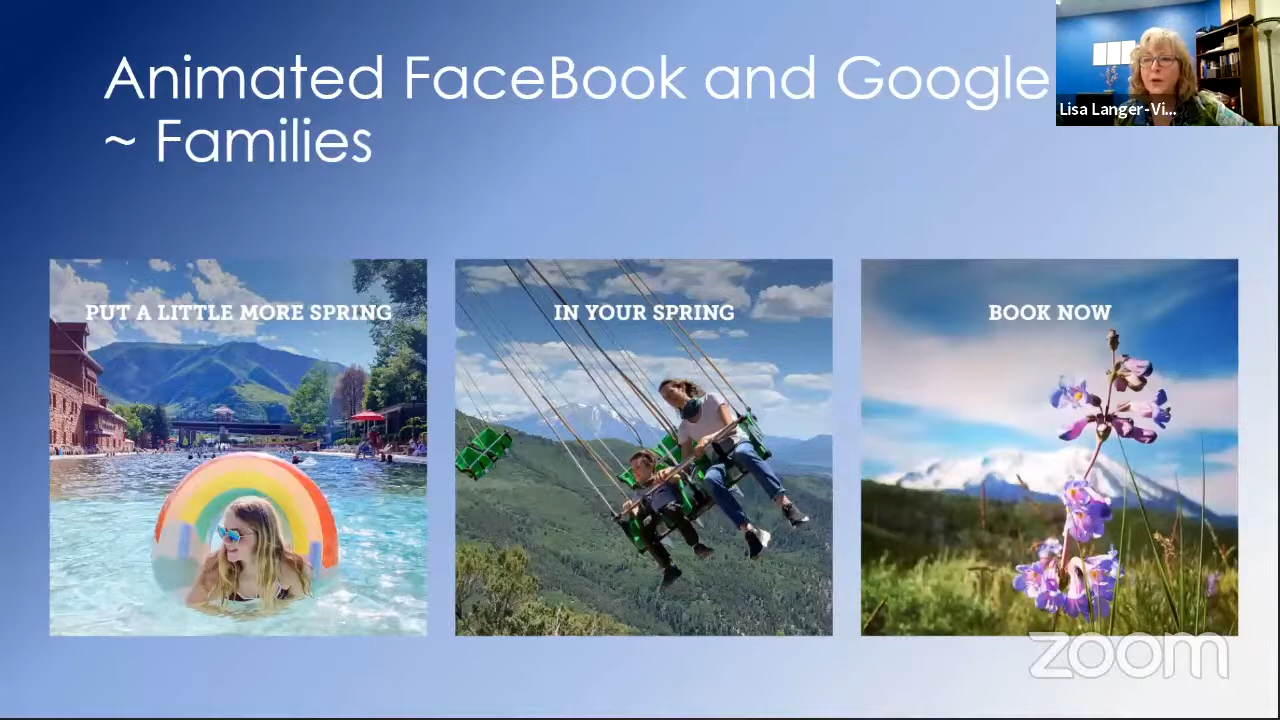 Animated FaceBook and Google
~ Families
Lisa Langer-Vi...
PUT A LITTLE MORE SPRING
IN YOUR SPRING
BOOK NOW
zoom